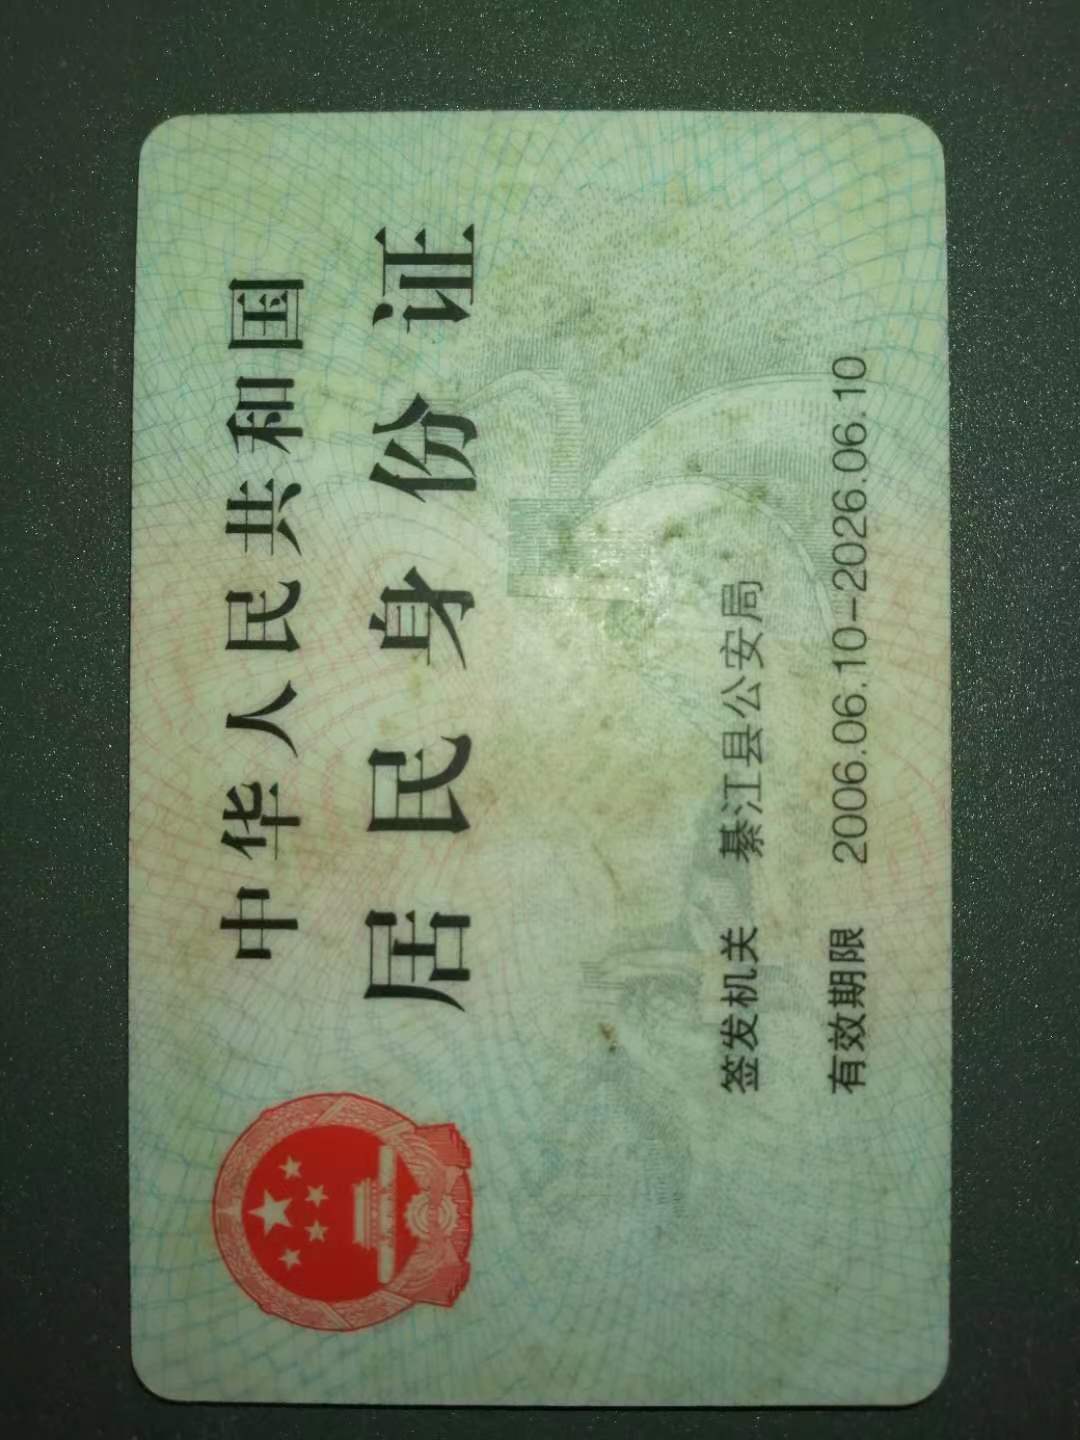 中华人民共和国
居民身份证
签发机关 綦江县公安局
有效期限 2006.06.10-2026.06.10